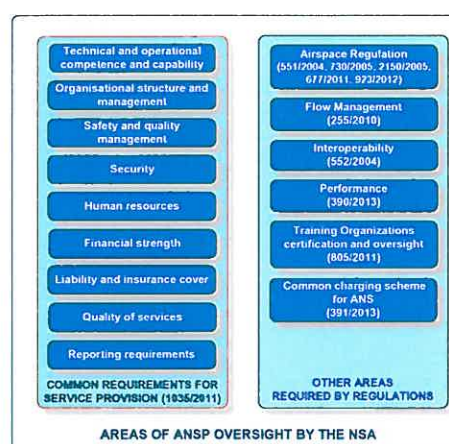 Technical and operational
competence and capability
Organisational structure and
management
Safety and quality
management
Security
Human resources
Financial strength
Liability and insurance cover
Quality of services
Reporting requirements
COMMON REQUIREMENTS FOR
SERVICE PROVISION (1035/2011)
Airspace Regulation
(551/2004, 730/2005, 2150/2005,
677/2011, 923/2012)
Flow Management
(255/2010)
Interoperability
(552/2004)
Performance
(390/2013)
Training Organizations
certification and oversight
(805/2011)
Common charging scheme
for ANS
(391/2013)
OTHER AREAS
REQUIRED BY REGULATIONS
AREAS OF ANSP OVERSIGHT BY THE NSA